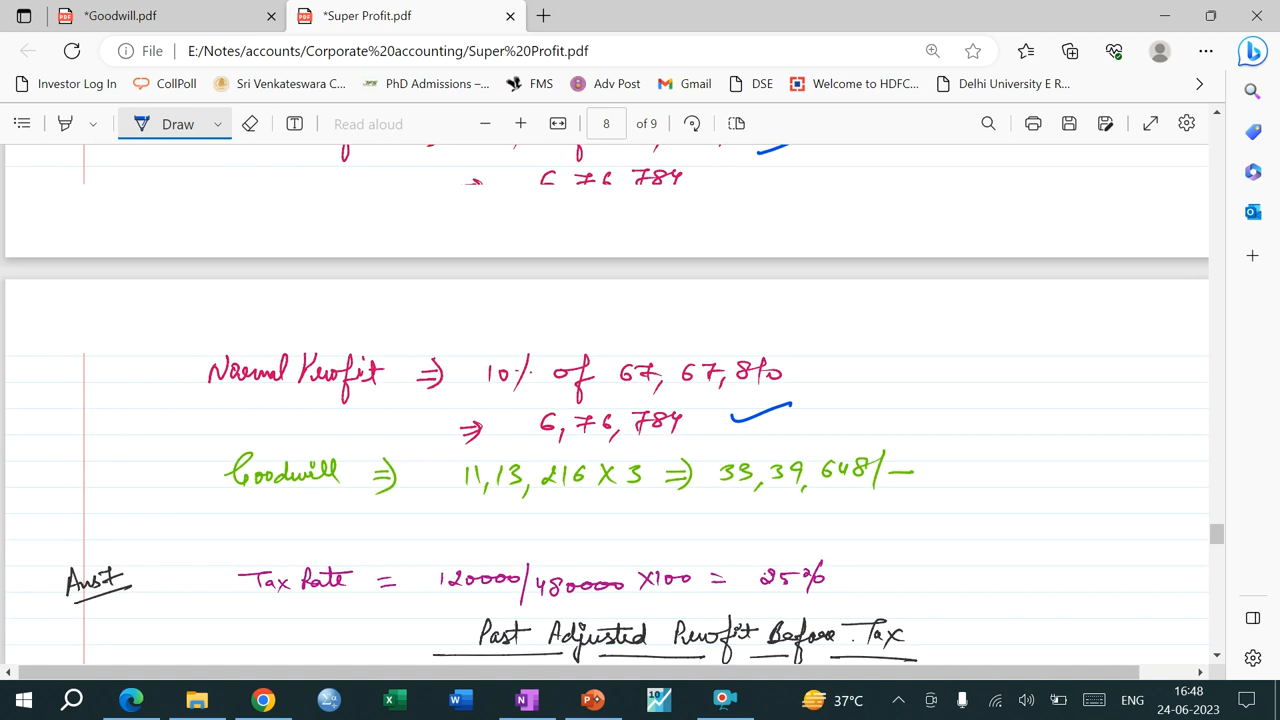 *Goodwill.pdf
*Super Profit.pdf
File E:/Notes/accounts/Corporate%20accounting/Super%20Profit.pdf
Investor Log In CollPoll Sri Venkateswara C... PhD Admissions –... FMS Adv Post Gmail DSE Welcome to HDFC... Delhi University E R...
Draw Read aloud 8 of 9
⇒ 6,76,784
Normal Profit ⇒ 10% of 67,67,840
⇒ 6,76,784
Goodwill ⇒ 11,13,216 X 3 ⇒ 33,39,648/—
Ans Tax Rate = 120000/480000 X100 = 25%
Past Adjusted Profit Before Tax
37°C ENG 16:48
24-06-2023